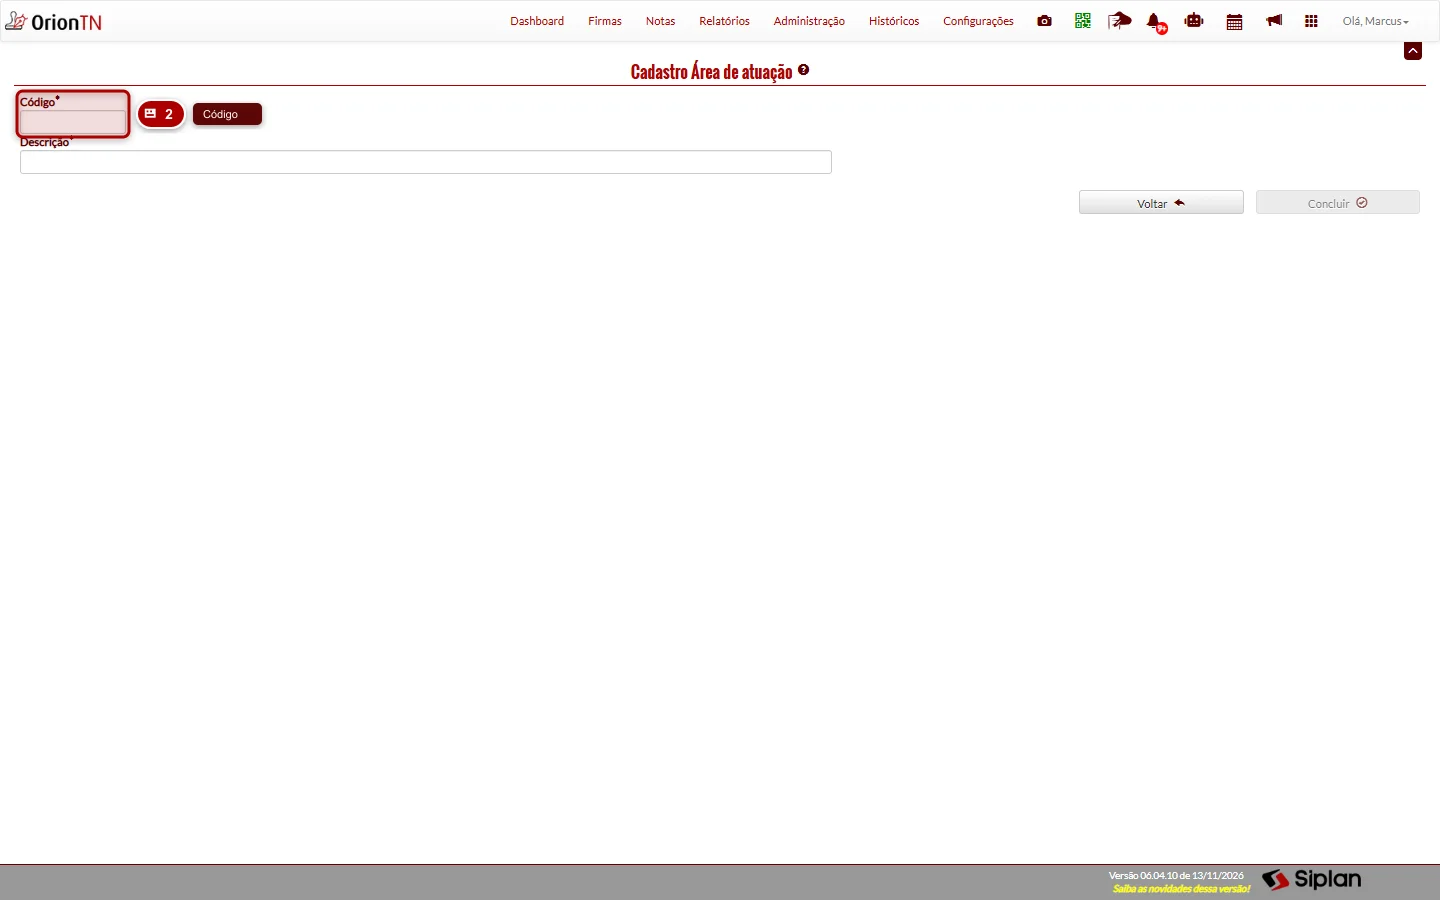 OrionTN
Dashboard Firmas Notas Relatórios Administração Históricos Configurações 9+ Olá, Marcus
Cadastro Área de atuação ?
Código*
2 Código
Descrição*
Voltar Concluir
Versão 06.04.10 de 13/11/2026
Saiba as novidades dessa versão!
Siplan